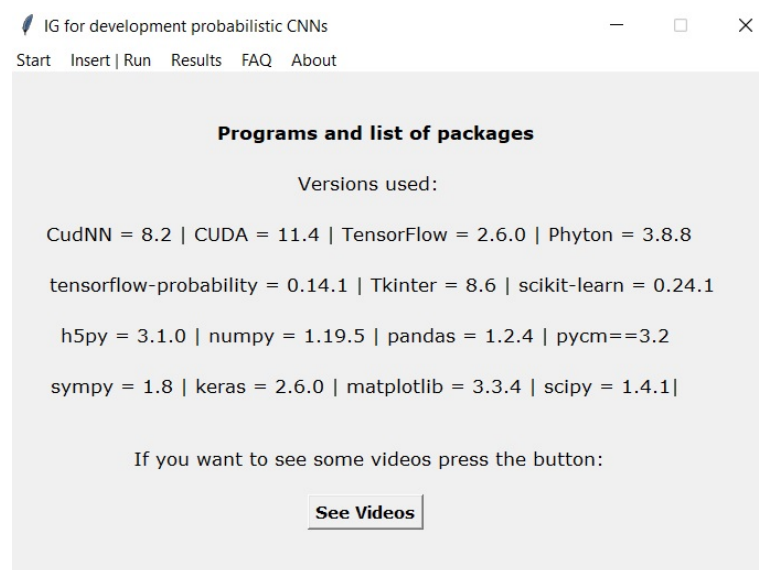 IG for development probabilistic CNNs
Start Insert | Run Results FAQ About
Programs and list of packages
Versions used:
CudNN = 8.2 | CUDA = 11.4 | TensorFlow = 2.6.0 | Phyton = 3.8.8
tensorflow-probability = 0.14.1 | Tkinter = 8.6 | scikit-learn = 0.24.1
h5py = 3.1.0 | numpy = 1.19.5 | pandas = 1.2.4 | pycm==3.2
sympy = 1.8 | keras = 2.6.0 | matplotlib = 3.3.4 | scipy = 1.4.1|
If you want to see some videos press the button:
See Videos